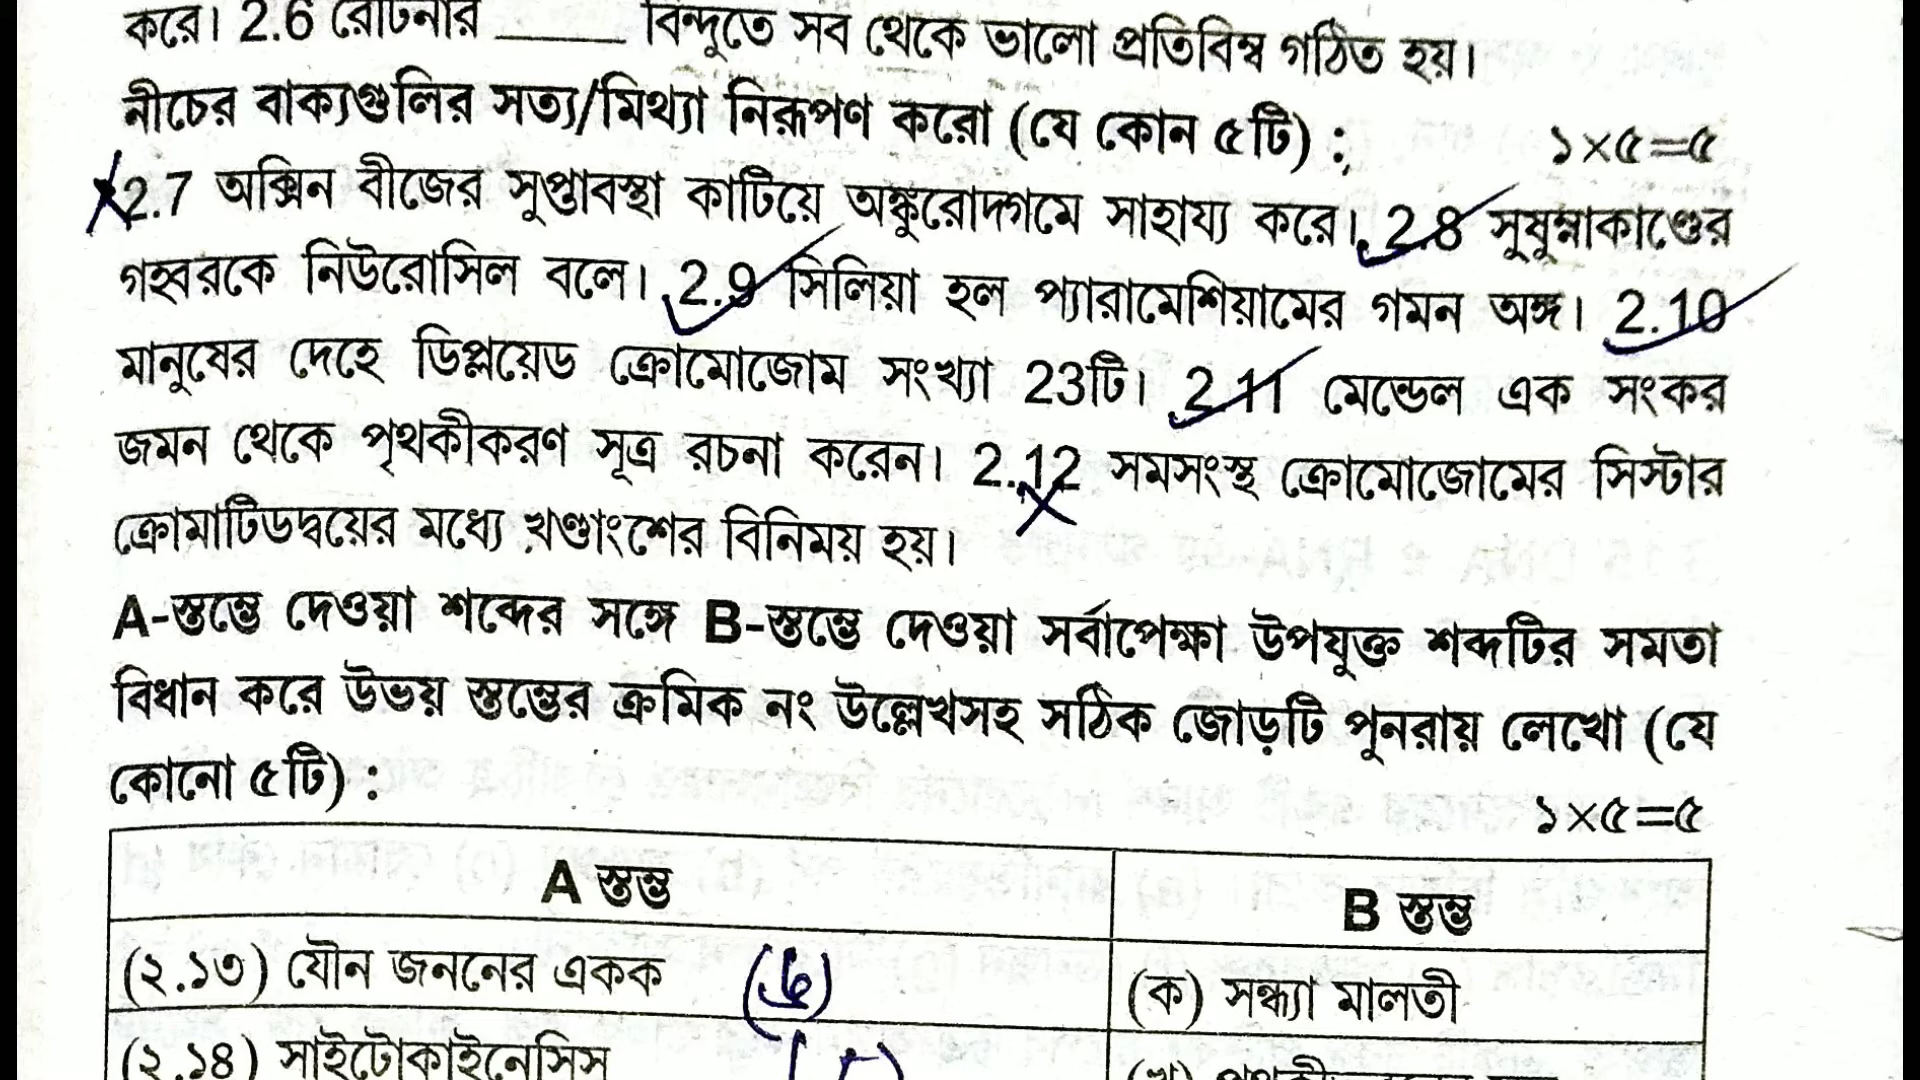 করে। 2.6 রেটিনার _____ বিন্দুতে সব থেকে ভালো প্রতিবিম্ব গঠিত হয়।
নীচের বাক্যগুলির সত্য/মিথ্যা নিরূপণ করো (যে কোন ৫টি) : ১×৫=৫
2.7 অক্সিন বীজের সুপ্তাবস্থা কাটিয়ে অঙ্কুরোদ্গমে সাহায্য করে। 2.8 সুষুম্নাকাণ্ডের
গহ্বরকে নিউরোসিল বলে। 2.9 সিলিয়া হল প্যারামেশিয়ামের গমন অঙ্গ। 2.10
মানুষের দেহে ডিপ্লয়েড ক্রোমোজোম সংখ্যা 23টি। 2.11 মেন্ডেল এক সংকর
জমন থেকে পৃথকীকরণ সূত্র রচনা করেন। 2.12 সমসংস্থ ক্রোমোজোমের সিস্টার
ক্রোমাটিডদ্বয়ের মধ্যে খণ্ডাংশের বিনিময় হয়।
A-স্তম্ভে দেওয়া শব্দের সঙ্গে B-স্তম্ভে দেওয়া সর্বাপেক্ষা উপযুক্ত শব্দটির সমতা
বিধান করে উভয় স্তম্ভের ক্রমিক নং উল্লেখসহ সঠিক জোড়টি পুনরায় লেখো (যে
কোনো ৫টি) : ১×৫=৫
A স্তম্ভ B স্তম্ভ
(২.১৩) যৌন জননের একক (ক) সন্ধ্যা মালতী
(২.১৪) সাইটোকাইনেসিস